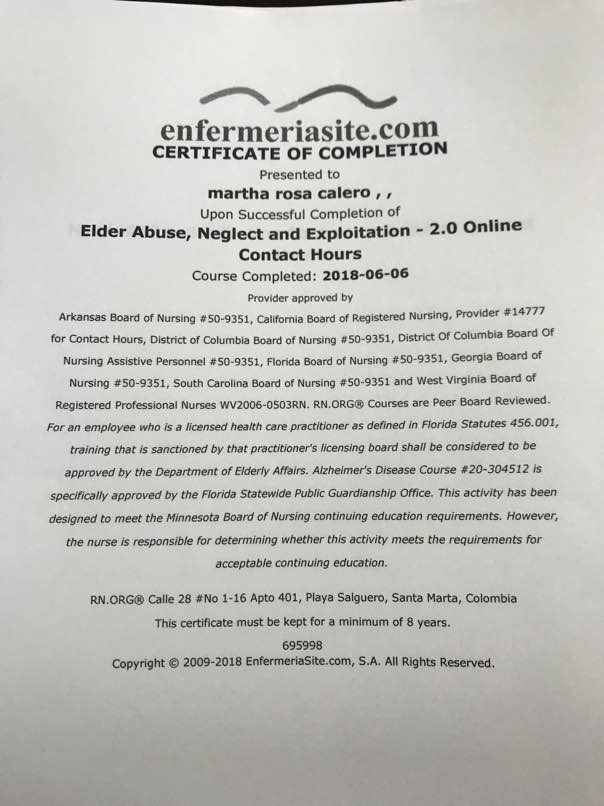 enfermeriasite.com
CERTIFICATE OF COMPLETION
Presented to
martha rosa calero , ,
Upon Successful Completion of
Elder Abuse, Neglect and Exploitation - 2.0 Online
Contact Hours
Course Completed: 2018-06-06
Provider approved by
Arkansas Board of Nursing #50-9351, California Board of Registered Nursing, Provider #14777
for Contact Hours, District of Columbia Board of Nursing #50-9351, District Of Columbia Board Of
Nursing Assistive Personnel #50-9351, Florida Board of Nursing #50-9351, Georgia Board of
Nursing #50-9351, South Carolina Board of Nursing #50-9351 and West Virginia Board of
Registered Professional Nurses WV2006-0503RN. RN.ORG® Courses are Peer Board Reviewed.
For an employee who is a licensed health care practitioner as defined in Florida Statutes 456.001,
training that is sanctioned by that practitioner's licensing board shall be considered to be
approved by the Department of Elderly Affairs. Alzheimer's Disease Course #20-304512 is
specifically approved by the Florida Statewide Public Guardianship Office. This activity has been
designed to meet the Minnesota Board of Nursing continuing education requirements. However,
the nurse is responsible for determining whether this activity meets the requirements for
acceptable continuing education.
RN.ORG® Calle 28 #No 1-16 Apto 401, Playa Salguero, Santa Marta, Colombia
This certificate must be kept for a minimum of 8 years.
695998
Copyright © 2009-2018 EnfermeriaSite.com, S.A. All Rights Reserved.